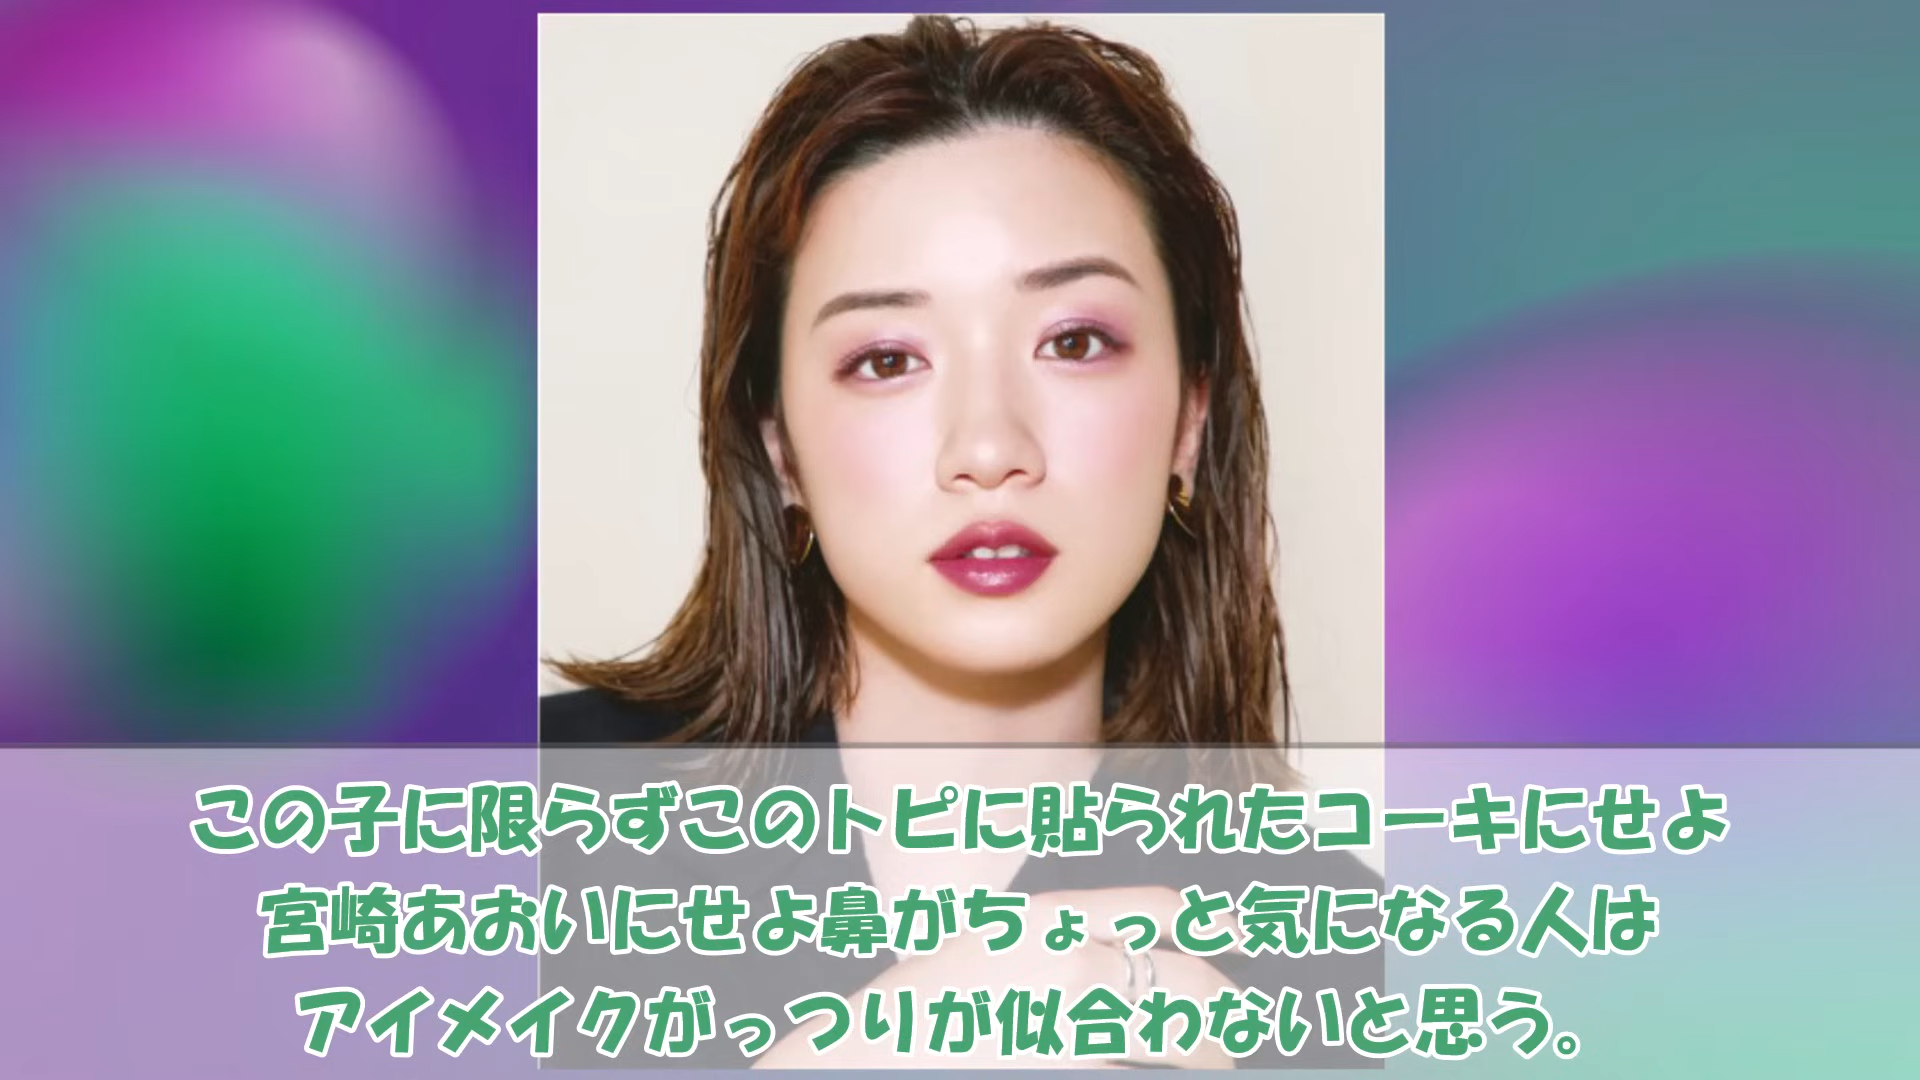 この子に限らずこのトピに貼られたコーキにせよ
宮崎あおいにせよ鼻がちょっと気になる人は
アイメイクがっつりが似合わないと思う。